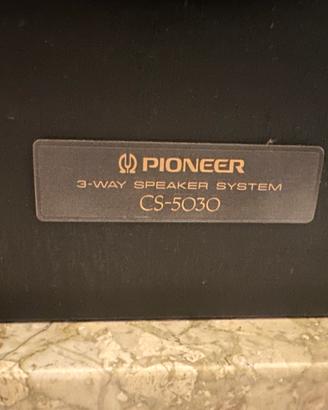 PIONEER
3-WAY SPEAKER SYSTEM
CS-5030